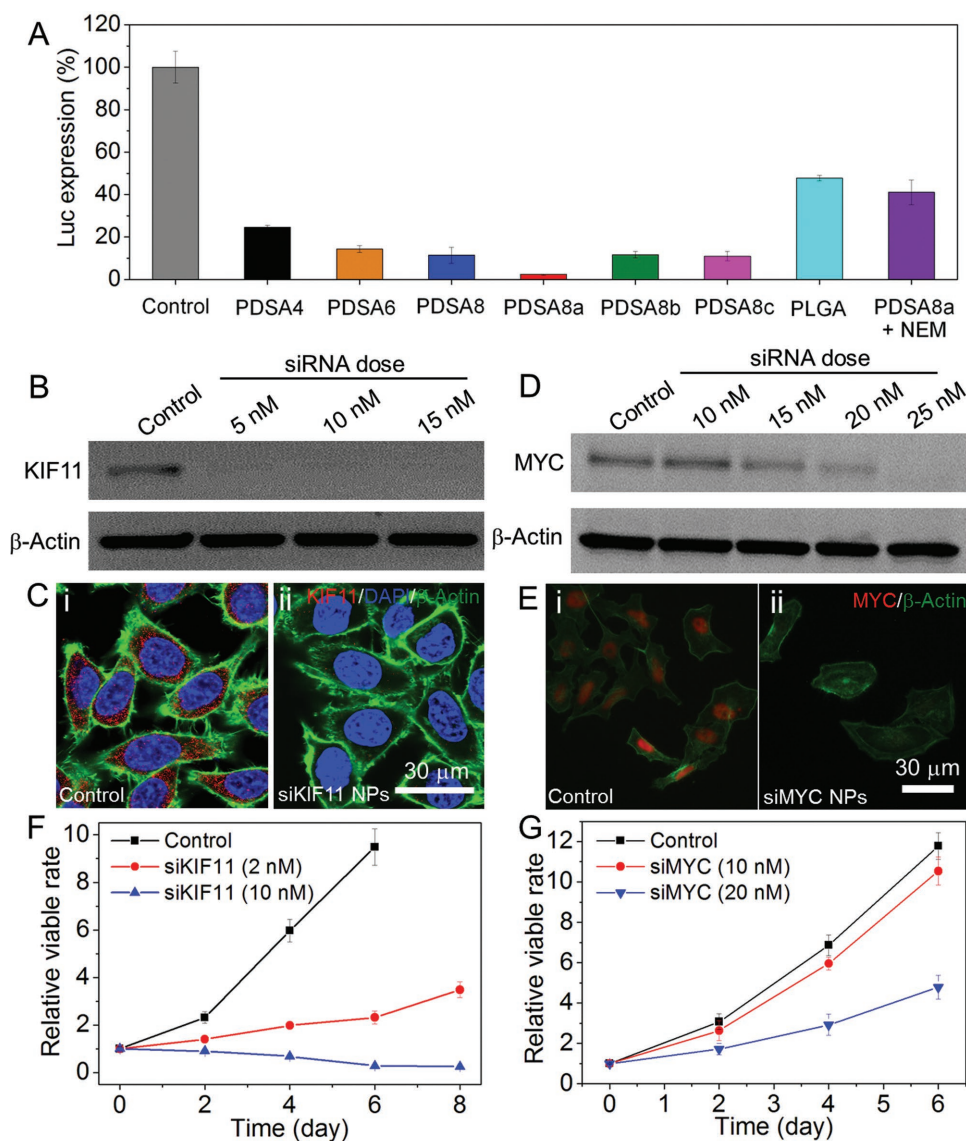 A
Luc expression (%)
120
100
80
60
40
20
0
Control PDSA4 PDSA6 PDSA8 PDSA8a PDSA8b PDSA8c PLGA PDSA8a
+ NEM
B
siRNA dose
Control 5 nM 10 nM 15 nM
KIF11
β-Actin
D
siRNA dose
Control 10 nM 15 nM 20 nM 25 nM
MYC
β-Actin
C
i
Control
ii
KIF11/DAPI/β-Actin
30 μm
siKIF11 NPs
E
i
Control
ii
MYC/β-Actin
30 μm
siMYC NPs
F
Relative viable rate
10
8
6
4
2
0
Control
siKIF11 (2 nM)
siKIF11 (10 nM)
0 2 4 6 8
Time (day)
G
Relative viable rate
12
10
8
6
4
2
0
Control
siMYC (10 nM)
siMYC (20 nM)
0 1 2 3 4 5 6
Time (day)